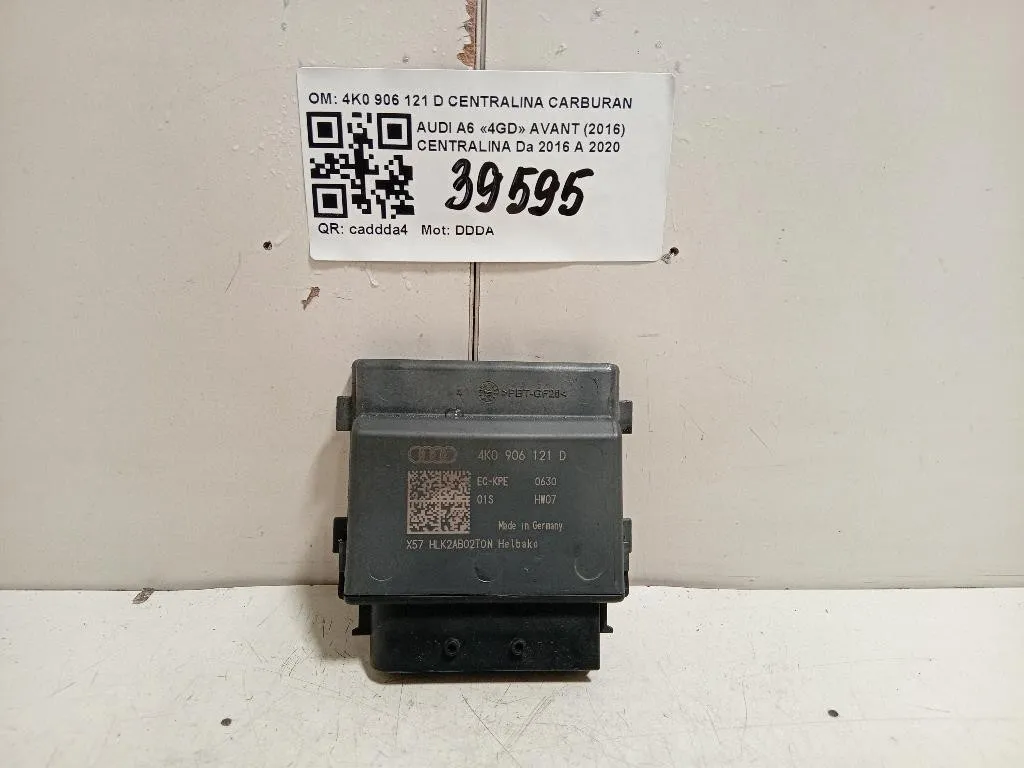 OM: 4K0 906 121 D CENTRALINA CARBURAN
AUDI A6 «4GD» AVANT (2016)
CENTRALINA Da 2016 A 2020
39595
QR: caddda4 Mot: DDDA
>PBT-GF20<
4K0 906 121 D
EC-KPE 0630
01S HW07
Made in Germany
X57 HLK2AB02TON Helbako